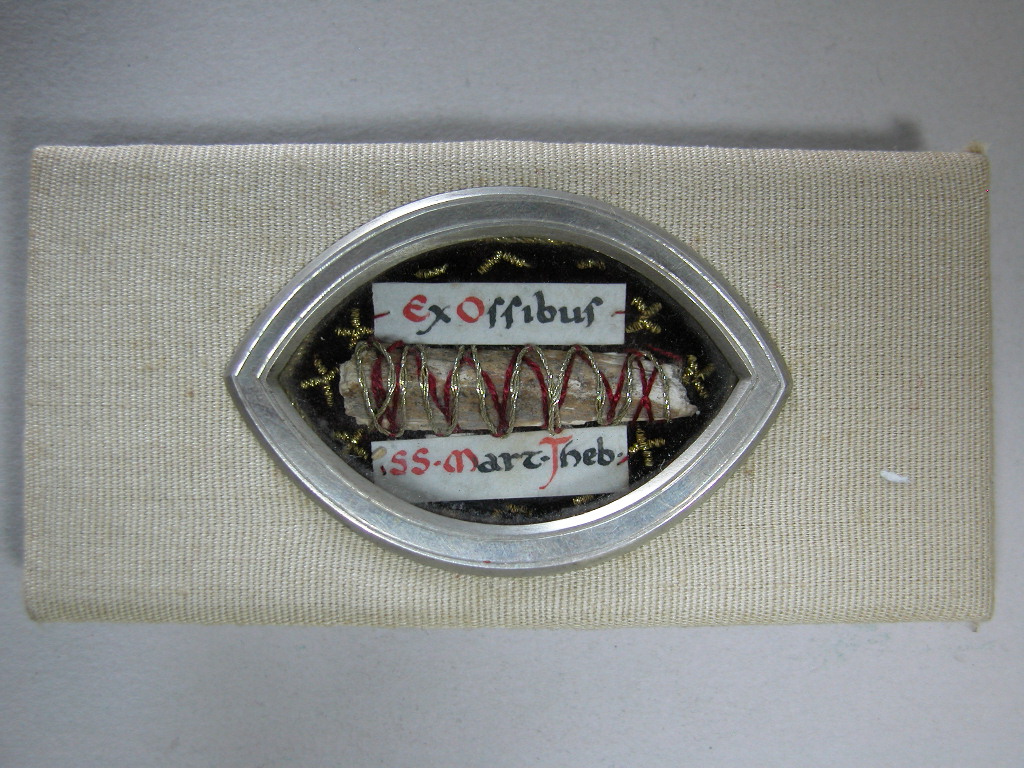 Ex Ossibus
SS. Mart. Theb.